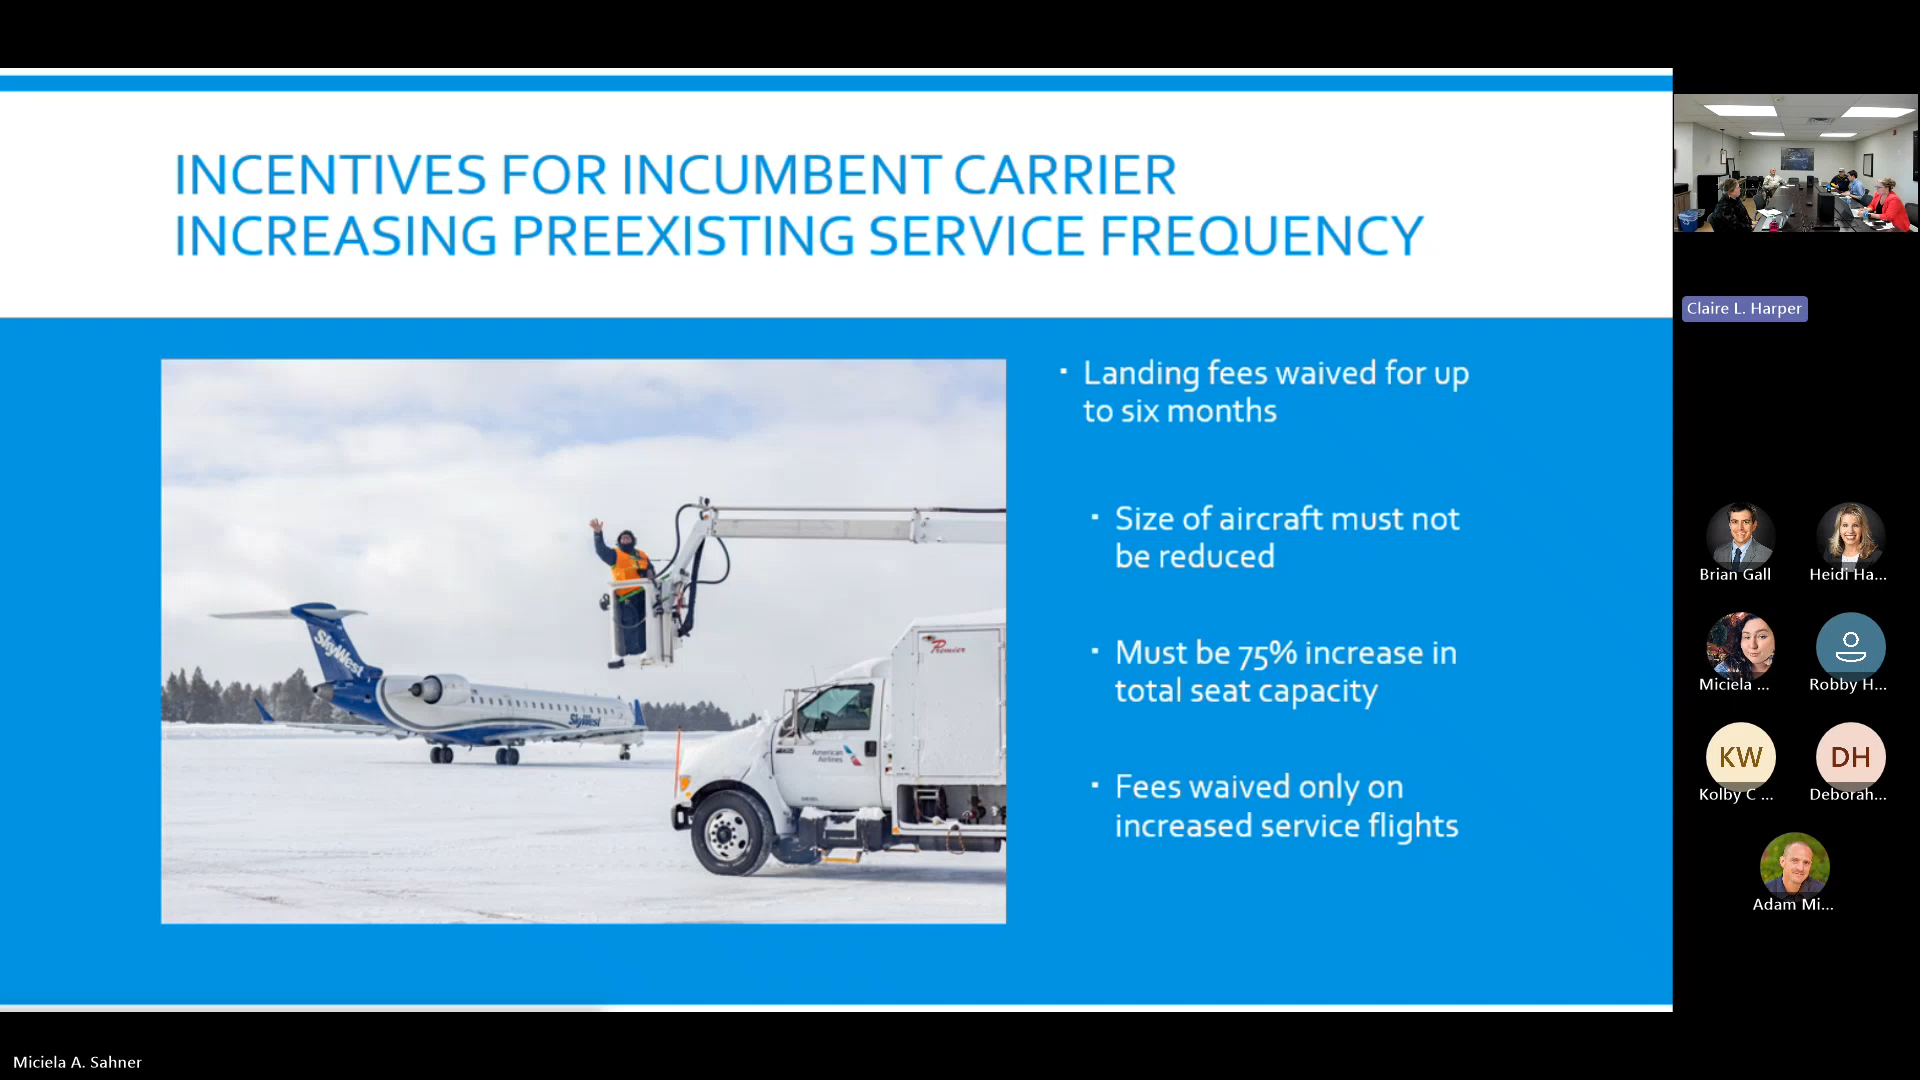 INCENTIVES FOR INCUMBENT CARRIER
INCREASING PREEXISTING SERVICE FREQUENCY
▪ Landing fees waived for up
to six months
▪ Size of aircraft must not
be reduced
▪ Must be 75% increase in
total seat capacity
▪ Fees waived only on
increased service flights
SkyWest
SkyWest
Premier
American
Airlines
Claire L. Harper
Brian Gall
Heidi Ha...
Miciela ...
Robby H...
KW
DH
Kolby C ...
Deborah...
Adam Mi...
Miciela A. Sahner